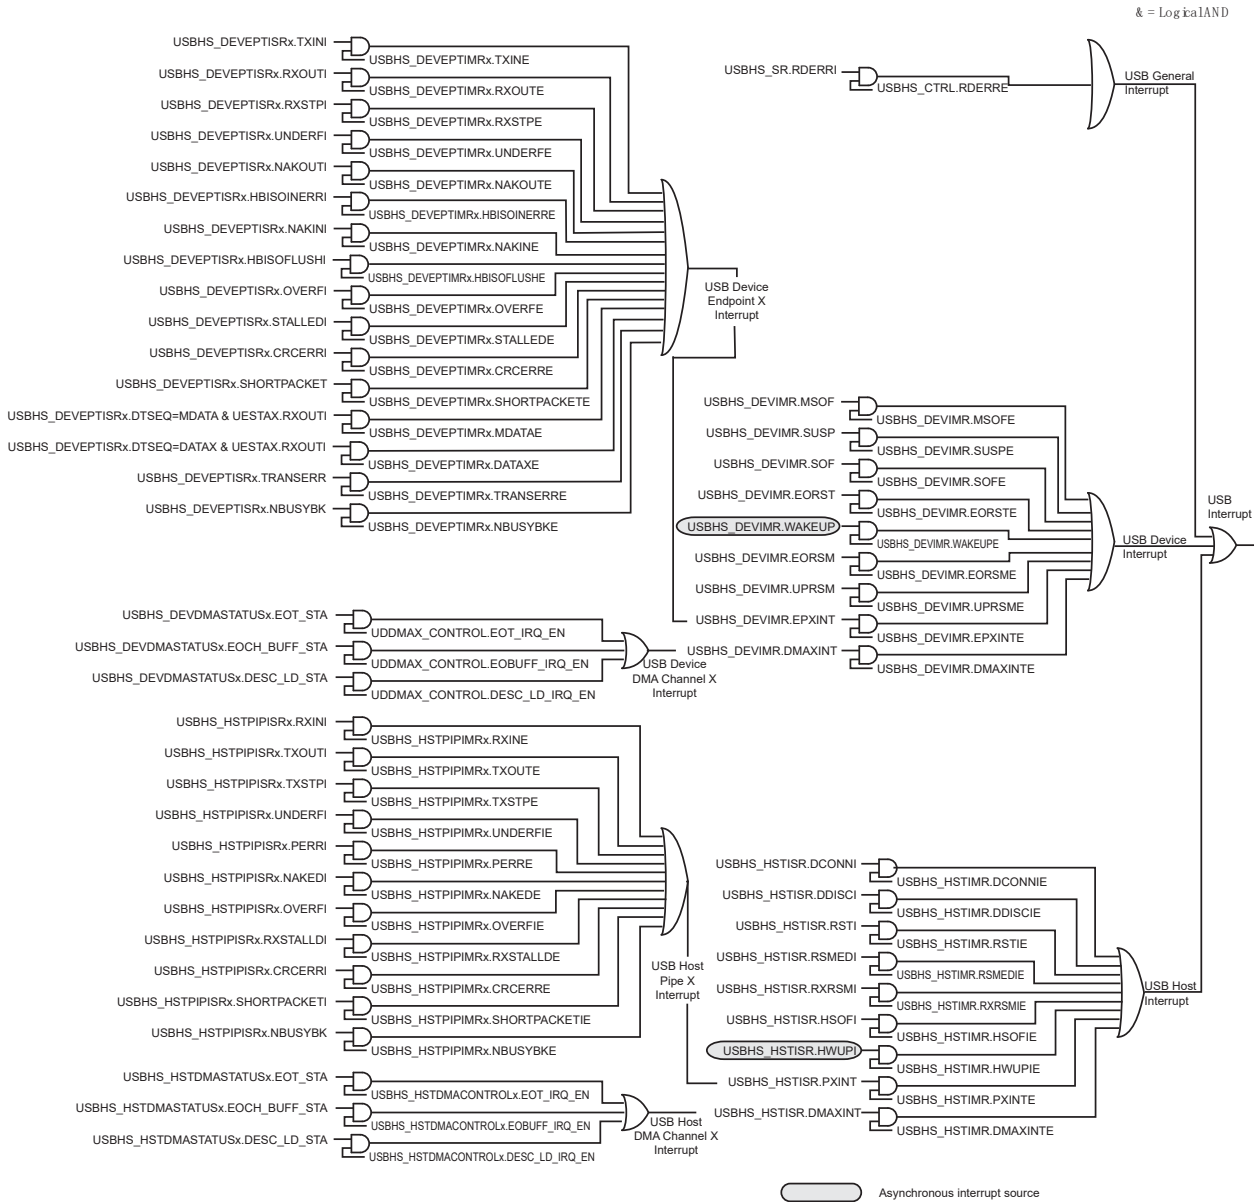 & = LogicalAND
USBHS_DEVEPTISRx.TXINI
USBHS_DEVEPTIMRx.TXINE
USBHS_DEVEPTISRx.RXOUTI
USBHS_DEVEPTIMRx.RXOUTE
USBHS_DEVEPTISRx.RXSTPI
USBHS_DEVEPTIMRx.RXSTPE
USBHS_DEVEPTISRx.UNDERFI
USBHS_DEVEPTIMRx.UNDERFE
USBHS_DEVEPTISRx.NAKOUTI
USBHS_DEVEPTIMRx.NAKOUTE
USBHS_DEVEPTISRx.HBISOINERRI
USBHS_DEVEPTIMRx.HBISOINERRE
USBHS_DEVEPTISRx.NAKINI
USBHS_DEVEPTIMRx.NAKINE
USBHS_DEVEPTISRx.HBISOFLUSHI
USBHS_DEVEPTIMRx.HBISOFLUSHE
USBHS_DEVEPTISRx.OVERFI
USBHS_DEVEPTIMRx.OVERFE
USBHS_DEVEPTISRx.STALLEDI
USBHS_DEVEPTIMRx.STALLEDE
USBHS_DEVEPTISRx.CRCERRI
USBHS_DEVEPTIMRx.CRCERRE
USBHS_DEVEPTISRx.SHORTPACKET
USBHS_DEVEPTIMRx.SHORTPACKETE
USBHS_DEVEPTISRx.DTSEQ=MDATA & UESTAX.RXOUTI
USBHS_DEVEPTIMRx.MDATAE
USBHS_DEVEPTISRx.DTSEQ=DATAX & UESTAX.RXOUTI
USBHS_DEVEPTIMRx.DATAXE
USBHS_DEVEPTISRx.TRANSERR
USBHS_DEVEPTIMRx.TRANSERRE
USBHS_DEVEPTISRx.NBUSYBK
USBHS_DEVEPTIMRx.NBUSYBKE
USB Device
Endpoint X
Interrupt
USBHS_SR.RDERRI
USBHS_CTRL.RDERRE
USB General
Interrupt
USBHS_DEVIMR.MSOF
USBHS_DEVIMR.MSOFE
USBHS_DEVIMR.SUSP
USBHS_DEVIMR.SUSPE
USBHS_DEVIMR.SOF
USBHS_DEVIMR.SOFE
USBHS_DEVIMR.EORST
USBHS_DEVIMR.EORSTE
USBHS_DEVIMR.WAKEUP
USBHS_DEVIMR.WAKEUPE
USBHS_DEVIMR.EORSM
USBHS_DEVIMR.EORSME
USBHS_DEVIMR.UPRSM
USBHS_DEVIMR.UPRSME
USBHS_DEVIMR.EPXINT
USBHS_DEVIMR.EPXINTE
USBHS_DEVIMR.DMAXINT
USBHS_DEVIMR.DMAXINTE
USB Device
Interrupt
USB
Interrupt
USBHS_DEVDMASTATUSx.EOT_STA
UDDMAX_CONTROL.EOT_IRQ_EN
USBHS_DEVDMASTATUSx.EOCH_BUFF_STA
UDDMAX_CONTROL.EOBUFF_IRQ_EN
USBHS_DEVDMASTATUSx.DESC_LD_STA
UDDMAX_CONTROL.DESC_LD_IRQ_EN
USB Device
DMA Channel X
Interrupt
USBHS_HSTPIPISRx.RXINI
USBHS_HSTPIPIMRx.RXINE
USBHS_HSTPIPISRx.TXOUTI
USBHS_HSTPIPIMRx.TXOUTE
USBHS_HSTPIPISRx.TXSTPI
USBHS_HSTPIPIMRx.TXSTPE
USBHS_HSTPIPISRx.UNDERFI
USBHS_HSTPIPIMRx.UNDERFIE
USBHS_HSTPIPISRx.PERRI
USBHS_HSTPIPIMRx.PERRE
USBHS_HSTPIPISRx.NAKEDI
USBHS_HSTPIPIMRx.NAKEDE
USBHS_HSTPIPISRx.OVERFI
USBHS_HSTPIPIMRx.OVERFIE
USBHS_HSTPIPISRx.RXSTALLDI
USBHS_HSTPIPIMRx.RXSTALLDE
USBHS_HSTPIPISRx.CRCERRI
USBHS_HSTPIPIMRx.CRCERRE
USBHS_HSTPIPISRx.SHORTPACKETI
USBHS_HSTPIPIMRx.SHORTPACKETIE
USBHS_HSTPIPISRx.NBUSYBK
USBHS_HSTPIPIMRx.NBUSYBKE
USB Host
Pipe X
Interrupt
USBHS_HSTDMASTATUSx.EOT_STA
USBHS_HSTDMACONTROLx.EOT_IRQ_EN
USBHS_HSTDMASTATUSx.EOCH_BUFF_STA
USBHS_HSTDMACONTROLx.EOBUFF_IRQ_EN
USBHS_HSTDMASTATUSx.DESC_LD_STA
USBHS_HSTDMACONTROLx.DESC_LD_IRQ_EN
USB Host
DMA Channel X
Interrupt
USBHS_HSTISR.DCONNI
USBHS_HSTIMR.DCONNIE
USBHS_HSTISR.DDISCI
USBHS_HSTIMR.DDISCIE
USBHS_HSTISR.RSTI
USBHS_HSTIMR.RSTIE
USBHS_HSTISR.RSMEDI
USBHS_HSTIMR.RSMEDIE
USBHS_HSTISR.RXRSMI
USBHS_HSTIMR.RXRSMIE
USBHS_HSTISR.HSOFI
USBHS_HSTIMR.HSOFIE
USBHS_HSTISR.HWUPI
USBHS_HSTIMR.HWUPIE
USBHS_HSTISR.PXINT
USBHS_HSTIMR.PXINTE
USBHS_HSTISR.DMAXINT
USBHS_HSTIMR.DMAXINTE
USB Host
Interrupt
Asynchronous interrupt source